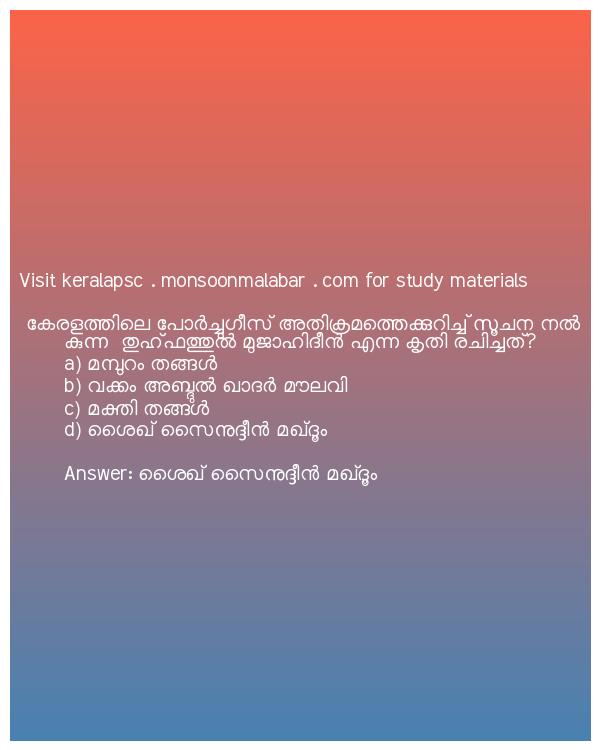 Visit keralapsc . monsoonmalabar . com for study materials
കേരളത്തിലെ പോർച്ചുഗീസ് അതിക്രമത്തെക്കുറിച്ച് സൂചന നൽ
കുന്ന തുഹ്ഫത്തുൽ മുജാഹിദീൻ എന്ന കൃതി രചിച്ചത്?
a) മമ്പുറം തങ്ങൾ
b) വക്കം അബ്ദുൽ ഖാദർ മൗലവി
c) മക്തി തങ്ങൾ
d) ശൈഖ് സൈനുദ്ദീൻ മഖ്ദൂം
Answer: ശൈഖ് സൈനുദ്ദീൻ മഖ്ദൂം